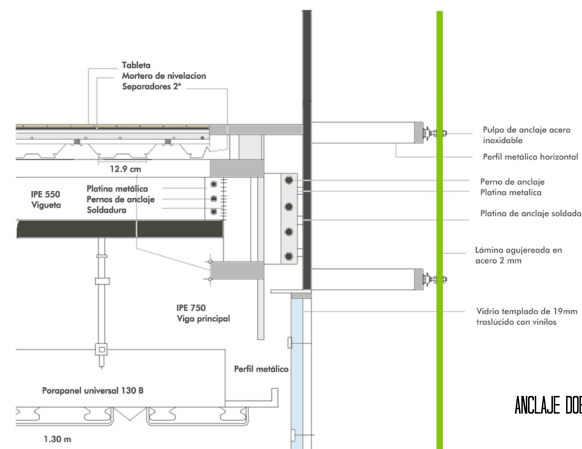 Tableta
Mortero de nivelacion
Separadores 2"
12.9 cm
IPE 550
Vigueta
Platina metálica
Pernos de anclaje
Soldadura
IPE 750
Viga principal
Perfil metálico
Porapanel universal 130 B
1.30 m
Pulpo de anclaje acero
inoxidable
Perfil metálico horizontal
Perno de anclaje
Platina metalica
Platina de anclaje soldada
Lámina agujereada en
acero 2 mm
Vidrio templado de 19mm
traslúcido con vinilos
ANCLAJE